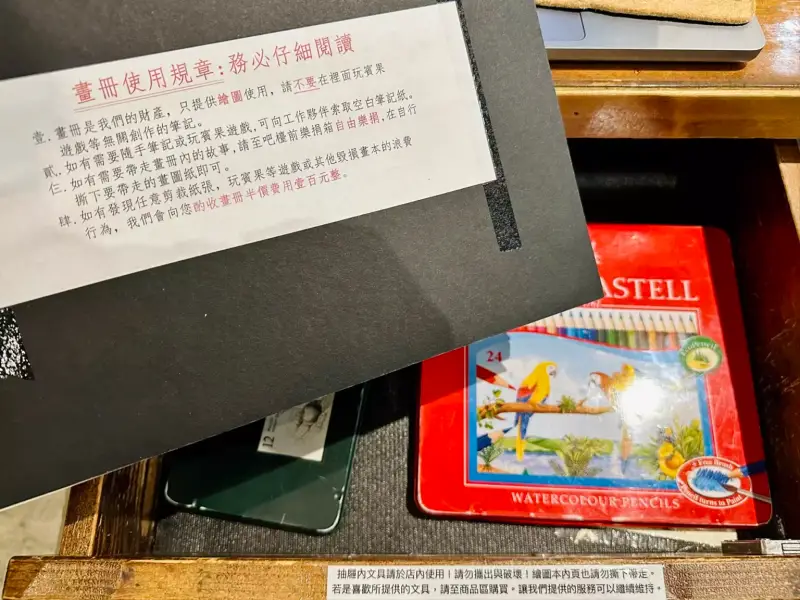 畫冊使用規章:務必仔細閱讀
壹.畫冊是我們的財產，只提供繪圖使用，請不要在裡面玩賓果
遊戲等無關創作的筆記。
貳.如有需要隨手筆記或玩賓果遊戲，可向工作夥伴索取空白筆記紙。
仨.如有需要帶走畫冊內的故事，請至吧檯前樂捐箱自由樂捐，在自行
撕下要帶走的畫圖紙即可。
肆.如有發現任意剪裁紙張，玩賓果等遊戲或其他毀損畫本的浪費
行為，我們會向您酌收畫冊半價費用壹百元整。
ASTELL
24
12
WATERCOLOUR PENCILS
抽屜內文具請於店內使用！請勿攜出與破壞！繪圖本內頁也請勿撕下帶走。
若是喜歡所提供的文具，請至商品區購買。讓我們提供的服務可以繼續維持。